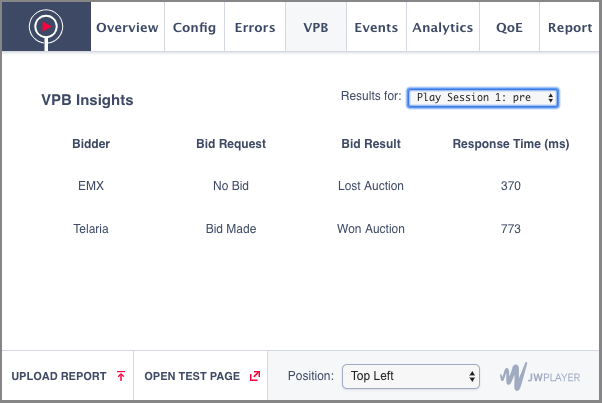 Overview Config Errors VPB Events Analytics QoE Report
VPB Insights Results for: Play Session 1: pre
Bidder Bid Request Bid Result Response Time (ms)
EMX No Bid Lost Auction 370
Telaria Bid Made Won Auction 773
UPLOAD REPORT OPEN TEST PAGE Position: Top Left JWPLAYER